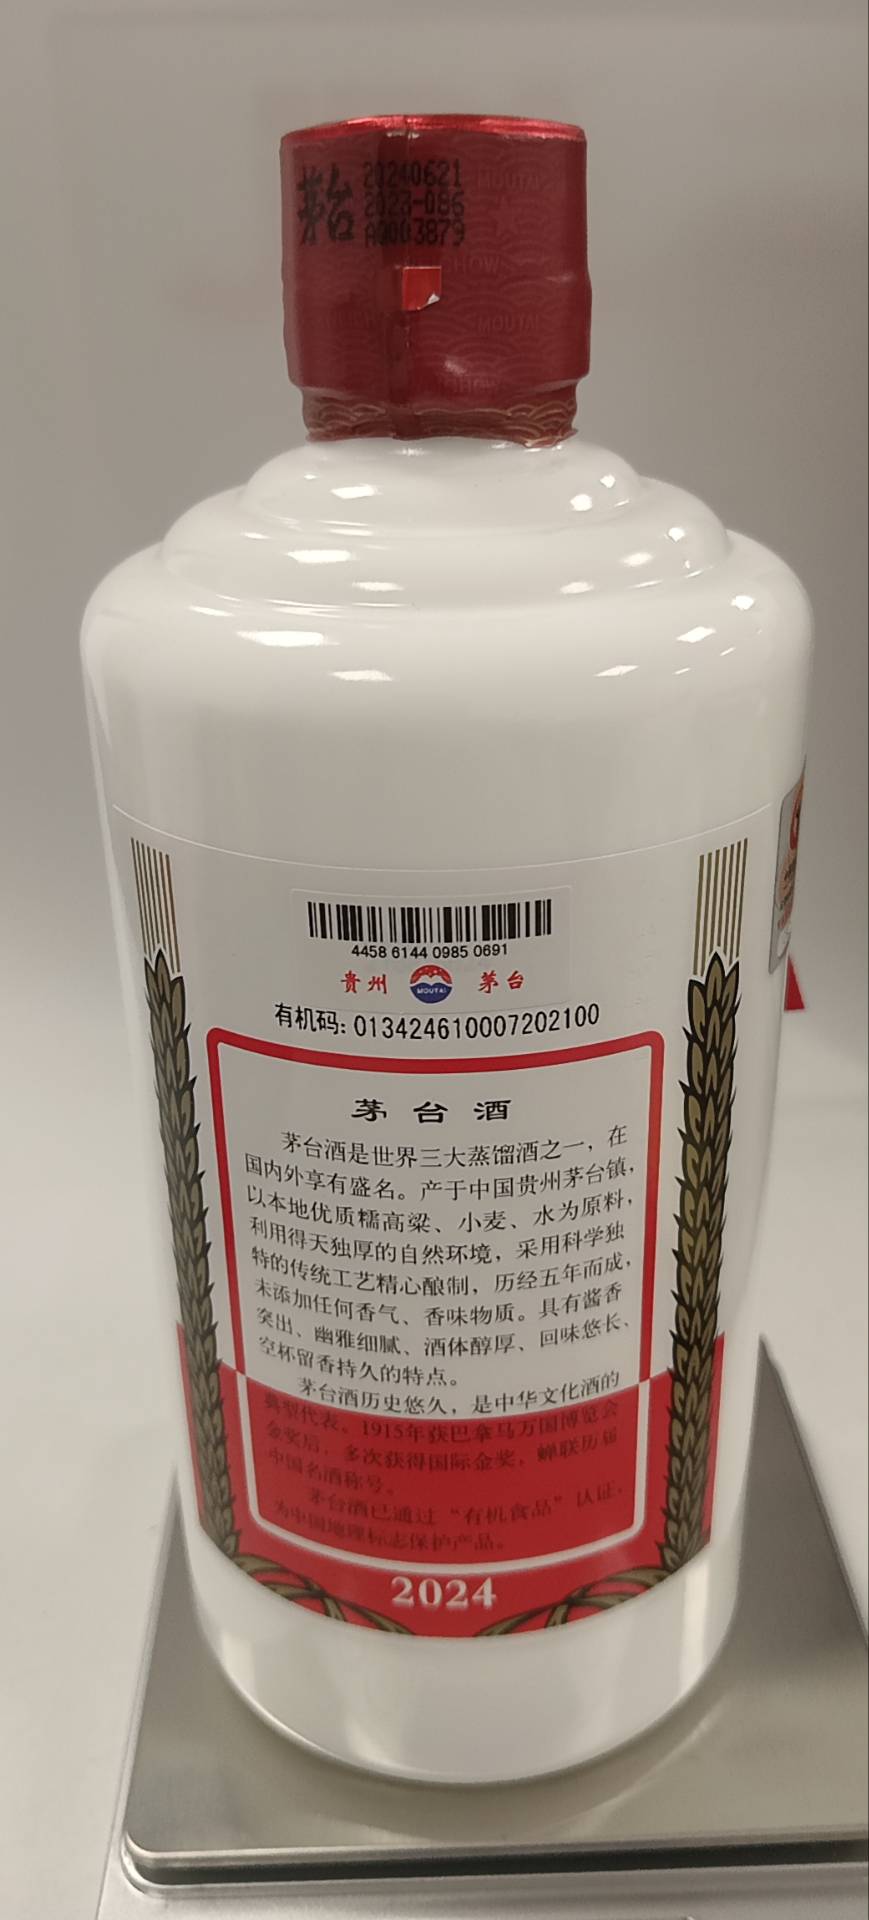 茅台
20240621
2023-086
A0003879
MOUTAI
MOUTAI
4458 6144 0985 0691
贵州 MOUTAI 茅台
有机码: 013424610007202100
茅台酒
茅台酒是世界三大蒸馏酒之一，在
国内外享有盛名。产于中国贵州茅台镇，
以本地优质糯高粱、小麦、水为原料，
利用得天独厚的自然环境，采用科学独
特的传统工艺精心酿制，历经五年而成，
未添加任何香气、香味物质。具有酱香
突出、幽雅细腻、酒体醇厚、回味悠长、
空杯留香持久的特点。
茅台酒历史悠久，是中华文化酒的
典型代表。1915年获巴拿马万国博览会
金奖后，多次获得国际金奖，蝉联历届
中国名酒称号。
茅台酒已通过“有机食品”认证，
为中国地理标志保护产品。
2024